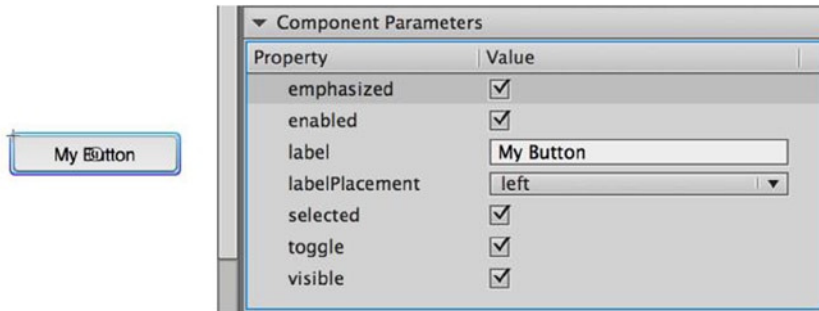 Component Parameters
Property Value
emphasized
enabled
My Button
label My Button
labelPlacement left
selected
toggle
visible